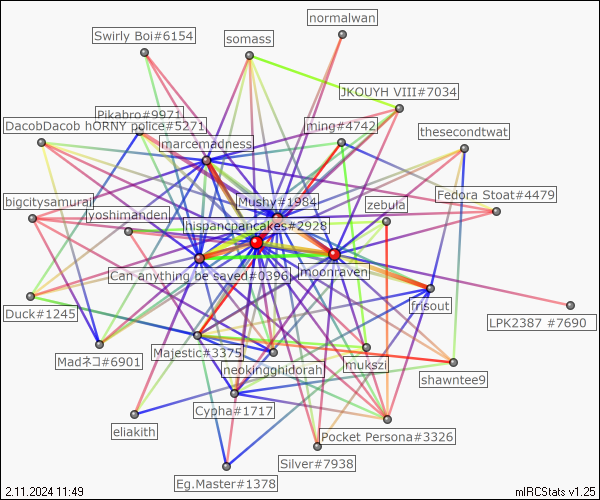 normalwan
Swirly Boi#6154
somass
JKOUYH VIII#7034
Pikahro#9971
DacobDacob hORNY police#5271
ming#4742
thesecondtwat
marcemadness
Fedora Stoat#4479
bigcitysamurai
Mushy#1984
zebula
yoshimanden
hispancpancakes#2928
Can anything be saved#0396
moonraven
frisout
Duck#1245
LPK2387 #7690
Majestic#3375
Madネコ#6901
neokingghidorah
mukszi
shawntee9
Cypha#1717
eliakith
Pocket Persona#3326
Silver#7938
Eg.Master#1378
2.11.2024 11:49
mIRCStats v1.25